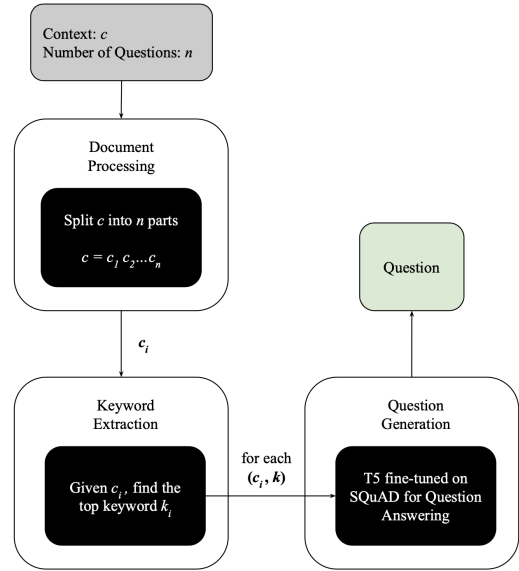 Context: c
Number of Questions: n
Document
Processing
Split c into n parts
c = c₁ c₂...cₙ
cᵢ
Keyword
Extraction
Given cᵢ, find the
top keyword kᵢ
for each
(cᵢ, k)
Question
Question
Generation
T5 fine-tuned on
SQuAD for Question
Answering